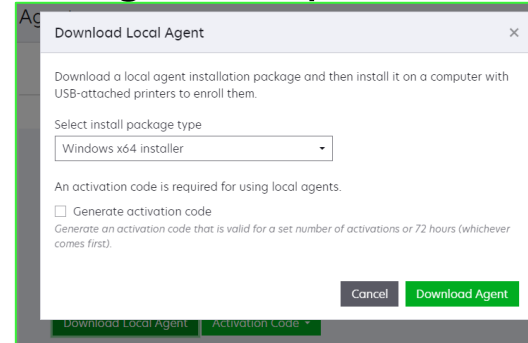 Download Local Agent
×
Download a local agent installation package and then install it on a computer with
USB-attached printers to enroll them.
Select install package type
Windows x64 installer
An activation code is required for using local agents.
Generate activation code
Generate an activation code that is valid for a set number of activations or 72 hours (whichever
comes first).
Cancel Download Agent
Download Local Agent Activation Code